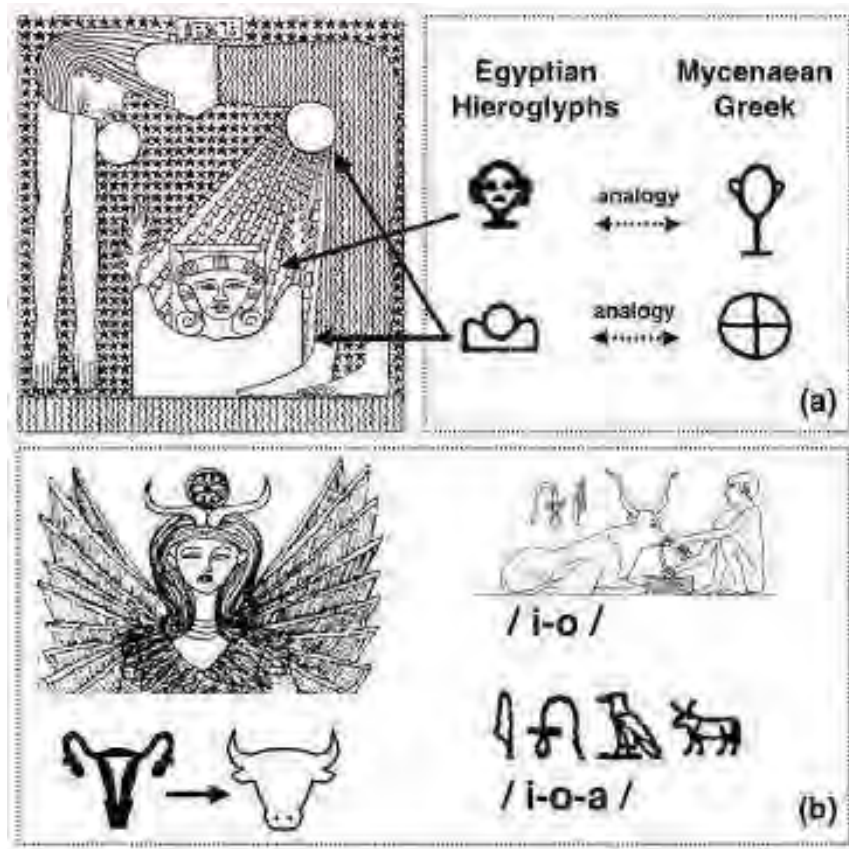 Egyptian
Hieroglyphs
Mycenaean
Greek
analogy
analogy
(a)
/ i-o /
/ i-o-a /
(b)